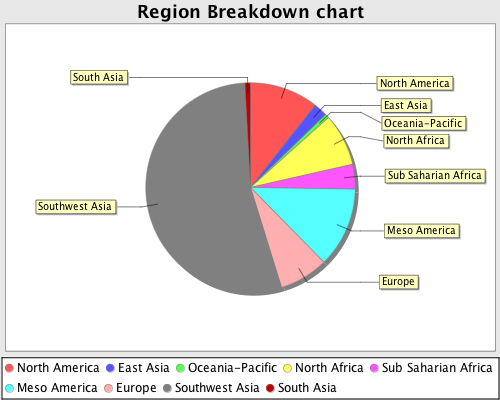 Region Breakdown chart
South Asia
North America
East Asia
Oceania-Pacific
North Africa
Sub Saharian Africa
Southwest Asia
Meso America
Europe
North America East Asia Oceania-Pacific North Africa Sub Saharian Africa
Meso America Europe Southwest Asia South Asia